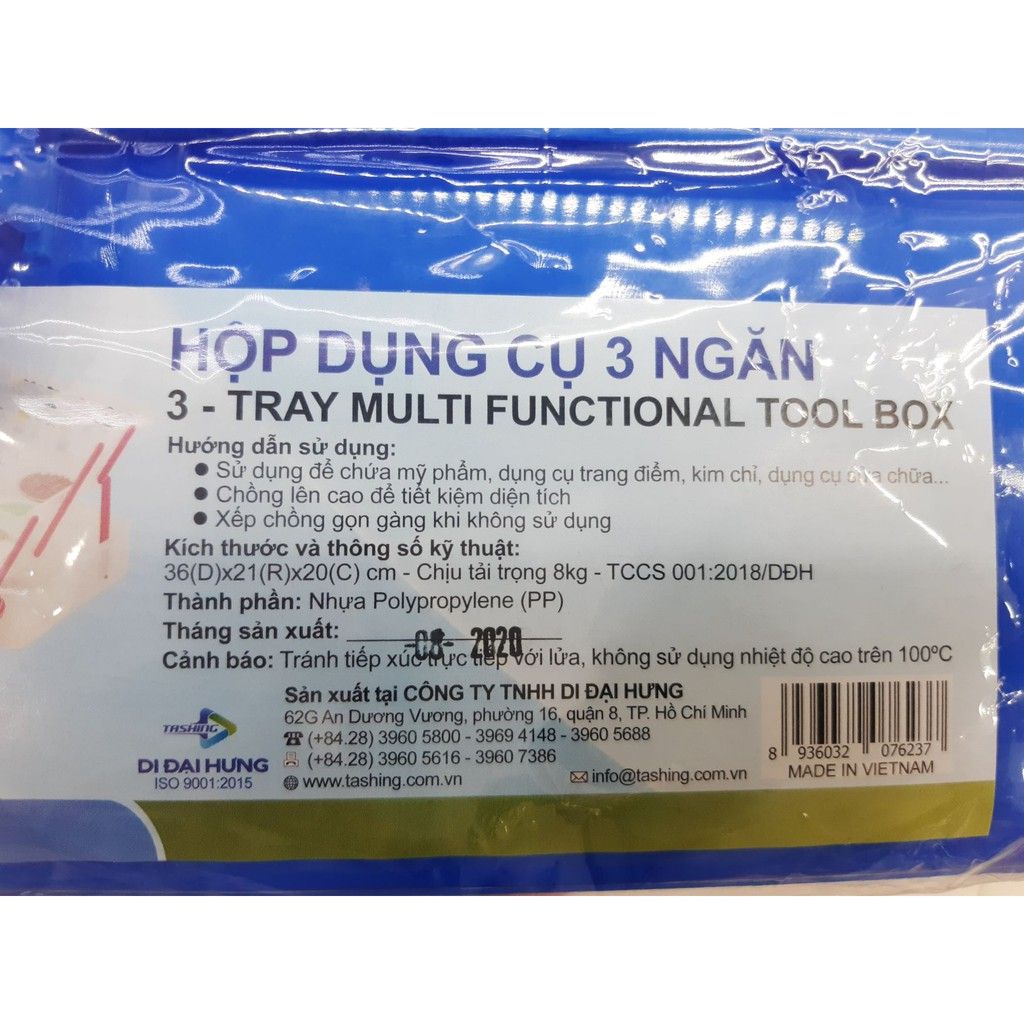 HỘP DỤNG CỤ 3 NGĂN
3 - TRAY MULTI FUNCTIONAL TOOL BOX
Hướng dẫn sử dụng:
● Sử dụng để chứa mỹ phẩm, dụng cụ trang điểm, kim chỉ, dụng cụ sửa chữa...
● Chồng lên cao để tiết kiệm diện tích
● Xếp chồng gọn gàng khi không sử dụng
Kích thước và thông số kỹ thuật:
36(D)x21(R)x20(C) cm - Chịu tải trọng 8kg - TCCS 001:2018/DĐH
Thành phần: Nhựa Polypropylene (PP)
Tháng sản xuất: -08- 2020
Cảnh báo: Tránh tiếp xúc trực tiếp với lửa, không sử dụng nhiệt độ cao trên 100ºC
Sản xuất tại CÔNG TY TNHH DI ĐẠI HƯNG
62G An Dương Vương, phường 16, quận 8, TP. Hồ Chí Minh
(+84.28) 3960 5800 - 3969 4148 - 3960 5688
(+84.28) 3960 5616 - 3960 7386
www.tashing.com.vn info@tashing.com.vn
TASHING
DI ĐẠI HƯNG
ISO 9001:2015
8 936032 076237
MADE IN VIETNAM